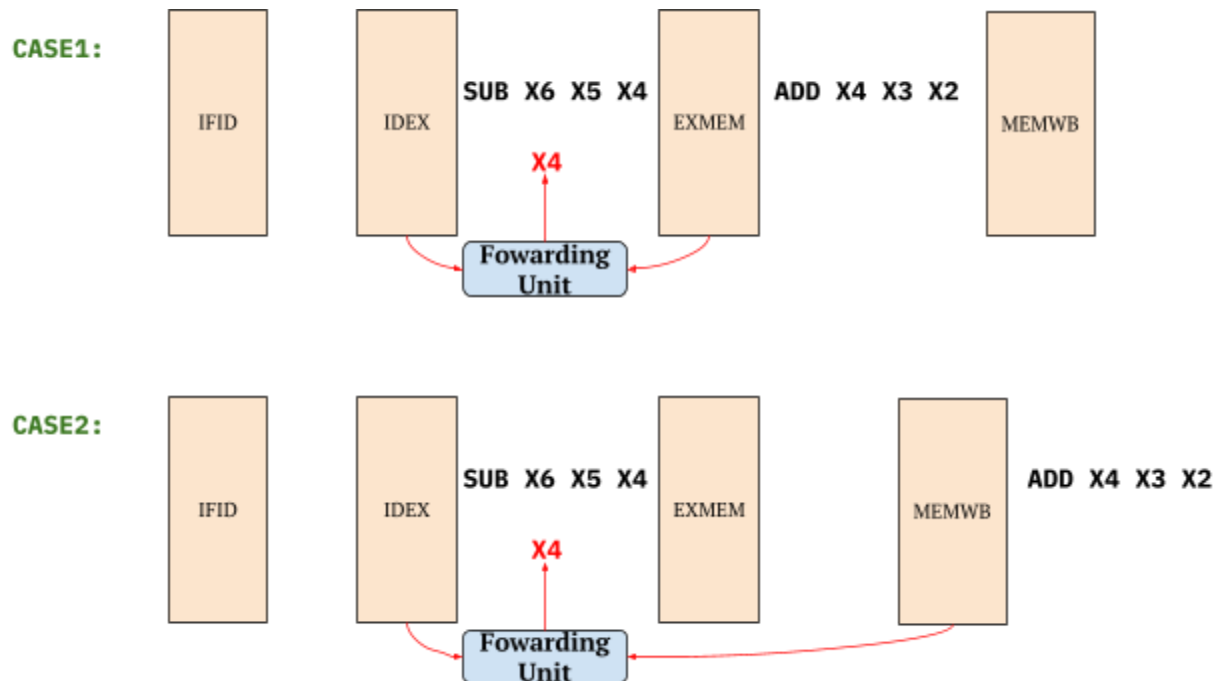 CASE1:
SUB X6 X5 X4
ADD X4 X3 X2
IFID
IDEX
EXMEM
MEMWB
X4
Fowarding
Unit
CASE2:
SUB X6 X5 X4
ADD X4 X3 X2
IFID
IDEX
EXMEM
MEMWB
X4
Fowarding
Unit